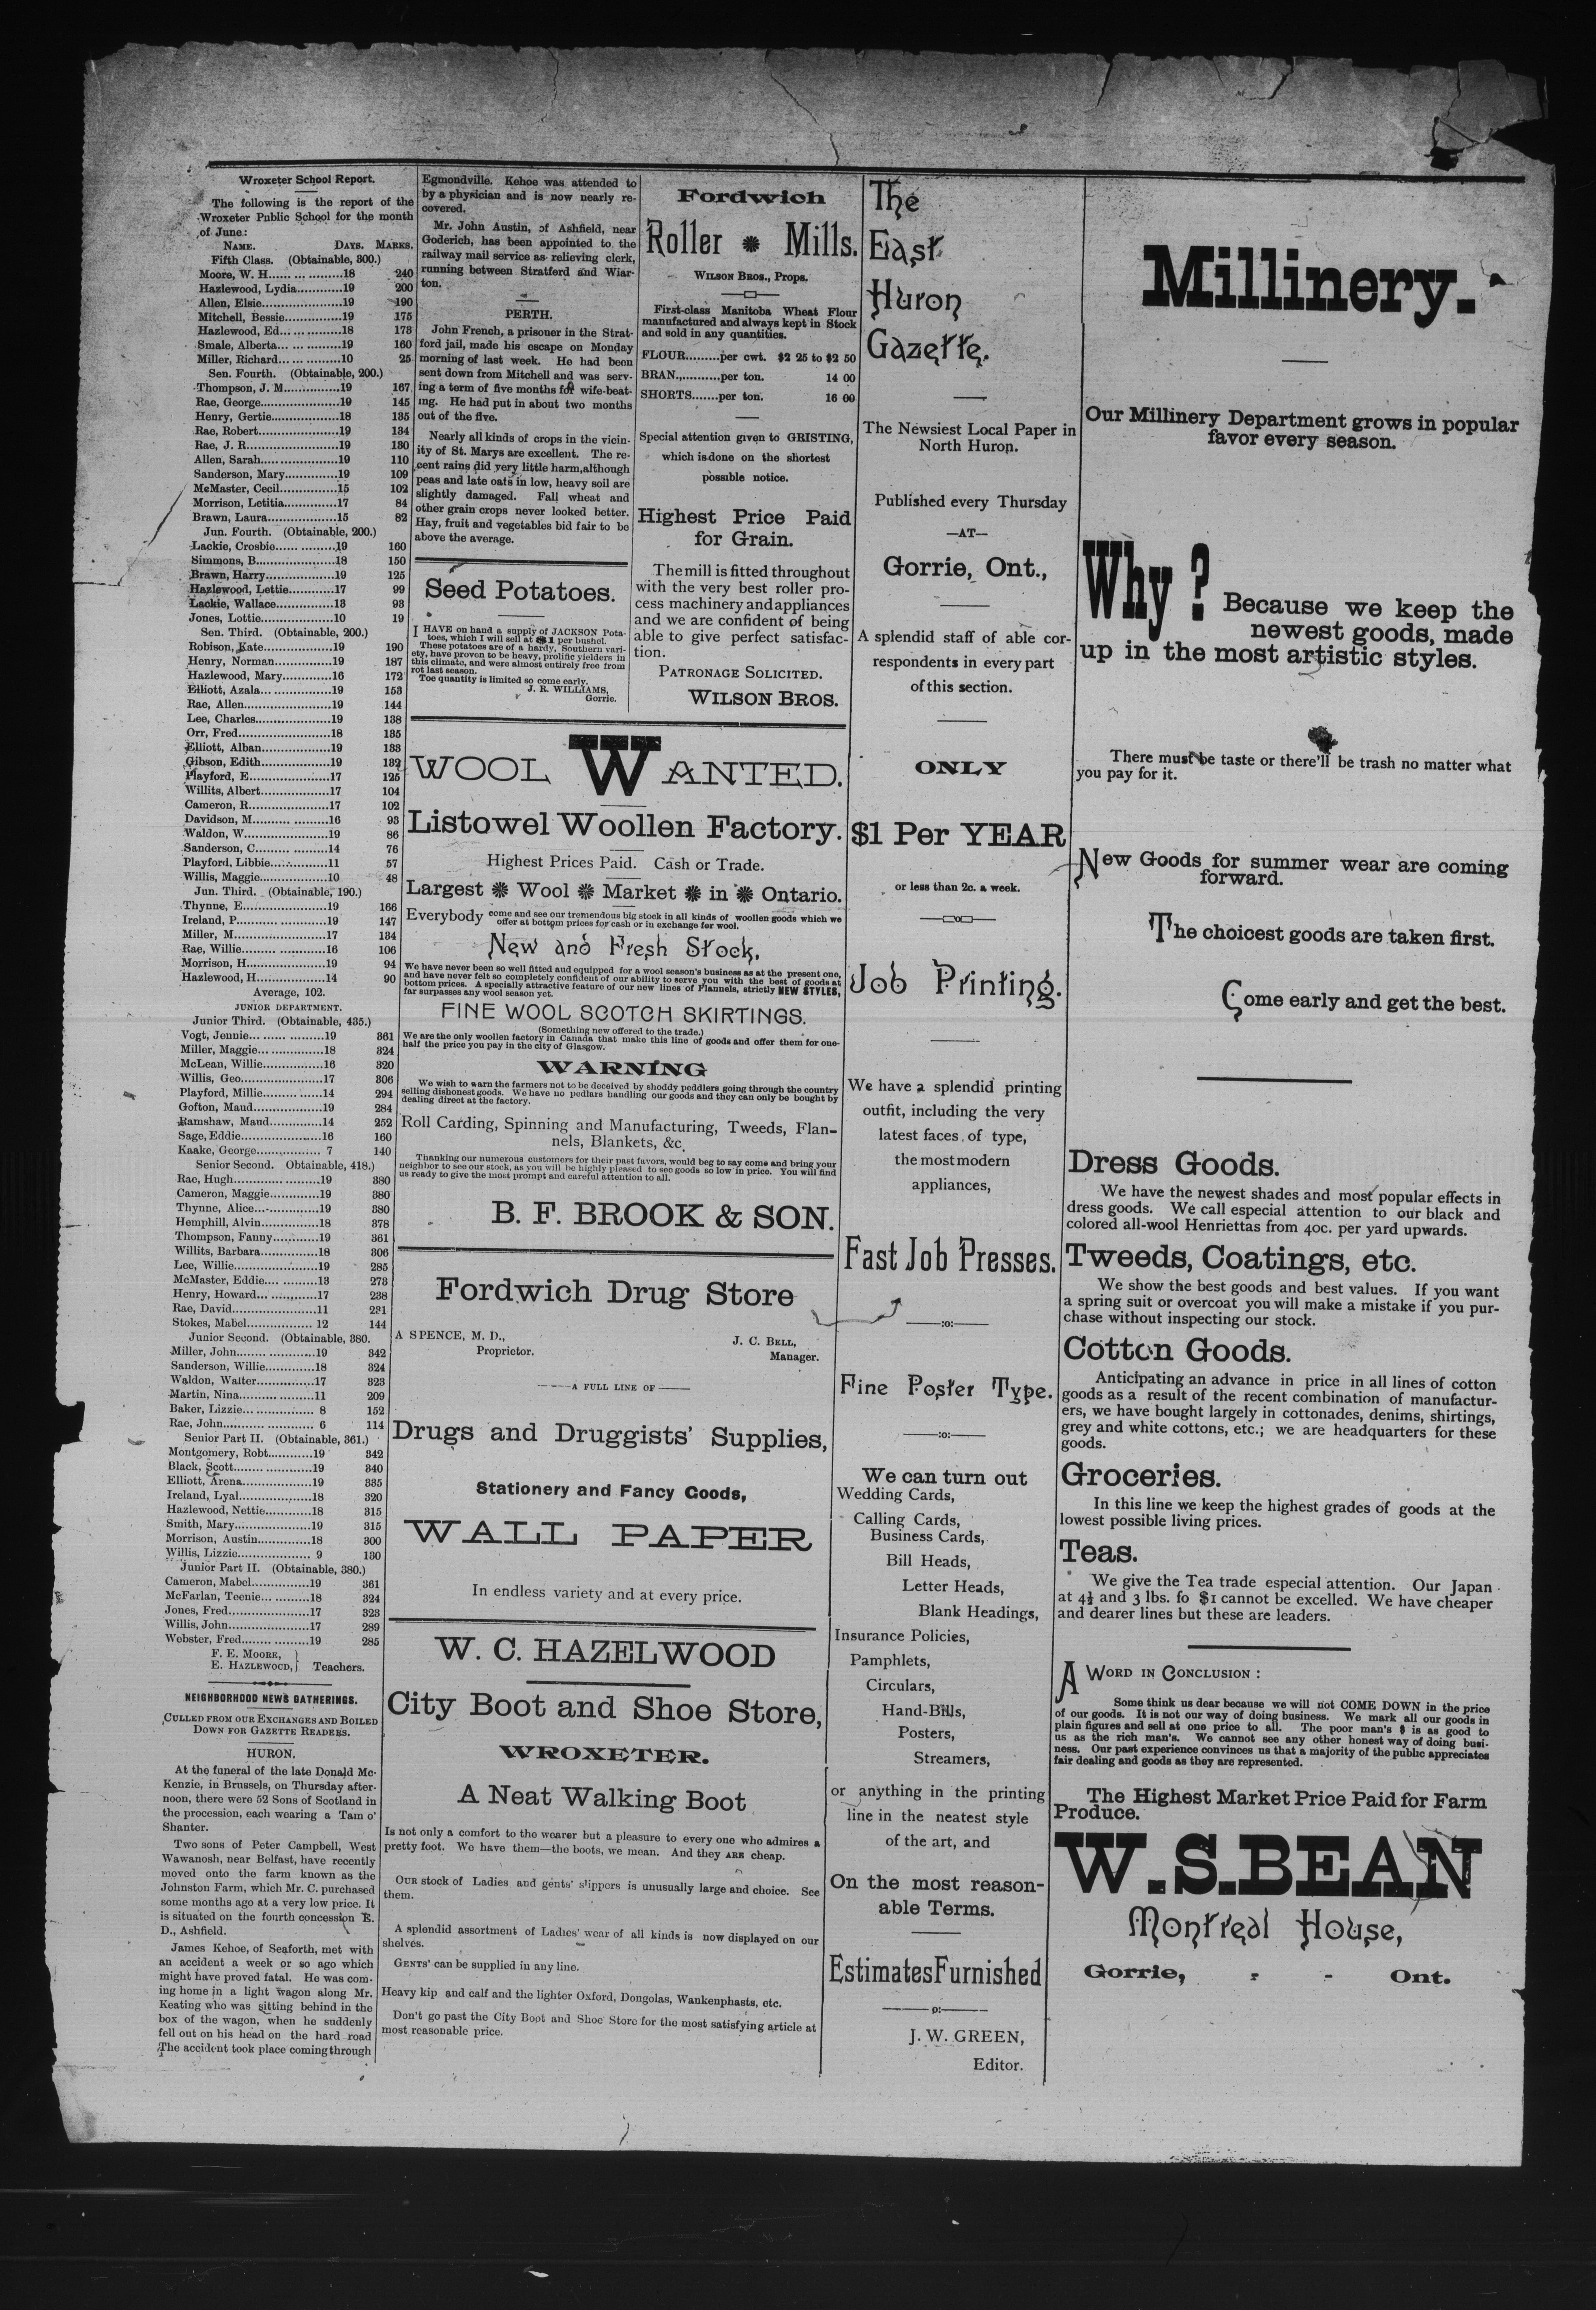 Wroxeter School Report.
The following is the report of the
Wroxeter Public School for the month
of June:
NAME. DAYS. MARKS.
Fifth Class. (Obtainable, 300.)
Moore, W. H...... ... .........18 240
Hazlewood, Lydia............19 200
Allen, Elsie.....................19 190
Mitchell, Bessie...............19 175
Hazlewood, Ed... ... .........18 173
Smale, Alberta... ... .........19 160
Miller, Richard... ... .........10 25
Sen. Fourth. (Obtainable, 200.)
Thompson, J. M...............19 167
Rae, George.....................19 145
Henry, Gertie..................18 135
Rae, Robert.....................19 134
Rae, J. R........................19 130
Allen, Sarah.....................19 110
Sanderson, Mary..............19 109
McMaster, Cecil...............15 102
Morrison, Letitia..............17 84
Brawn, Laura..................15 82
Jun. Fourth. (Obtainable, 200.)
Lackie, Crosbie...... .........19 160
Simmons, B.....................18 150
Brawn, Harry..................19 125
Hazlewood, Lettie............17 99
Lackie, Wallace...............13 93
Jones, Lottie..................10 19
Sen. Third. (Obtainable, 200.)
Robison, Kate..................19 190
Henry, Norman...............19 187
Hazlewood, Mary.............16 172
Elliott, Azala... ...............19 153
Rae, Allen.......................19 144
Lee, Charles....................19 138
Orr, Fred........................18 135
Elliott, Alban..................19 133
Gibson, Edith..................19 132
Playford, E.....................17 125
Willits, Albert..................17 104
Cameron, R.....................17 102
Davidson, M......... .........16 93
Waldon, W......................19 86
Sanderson, C......... .........14 76
Playford, Libbie...............11 57
Willis, Maggie..................10 48
Jun. Third. (Obtainable, 190.)
Thynne, E.......................19 166
Ireland, P............ ............19 147
Miller, M........................17 134
Rae, Willie............ .........16 106
Morrison, H.....................19 94
Hazlewood, H..................14 90
Average, 102.
JUNIOR DEPARTMENT.
Junior Third. (Obtainable, 435.)
Vogt, Jennie... ...... .........19 361
Miller, Maggie... ..............18 324
McLean, Willie................16 320
Willis, Geo......................17 306
Playford, Millie......... ......14 294
Gofton, Maud..................19 284
Ramshaw, Maud..............14 252
Sage, Eddie.....................16 160
Kaake, George................. 7 140
Senior Second. Obtainable, 418.)
Rae, Hugh............... .........19 380
Cameron, Maggie.............19 380
Thynne, Alice..................19 380
Hemphill, Alvin...............18 378
Thompson, Fanny............19 361
Willits, Barbara...............18 306
Lee, Willie......................19 285
McMaster, Eddie.... .........13 273
Henry, Howard... ............17 238
Rae, David......................11 231
Stokes, Mabel................. 12 144
Junior Second. (Obtainable, 380.
Miller, John......... ............19 342
Sanderson, Willie.............18 324
Waldon, Walter...............17 323
Martin, Nina.......... .........11 209
Baker, Lizzie... ............... 8 152
Rae, John............ ............ 6 114
Senior Part II. (Obtainable, 361.)
Montgomery, Robt............19 342
Black, Scott......... ............19 340
Elliott, Arena..................19 335
Ireland, Lyal...................18 320
Hazlewood, Nettie............18 315
Smith, Mary....................19 315
Morrison, Austin.............18 300
Willis, Lizzie................... 9 130
Junior Part II. (Obtainable, 380.)
Cameron, Mabel...............19 361
McFarlan, Teenie... .........18 324
Jones, Fred.....................17 323
Willis, John.....................17 289
Webster, Fred......... .........19 285
F. E. MOORE, }
E. HAZLEWOOD, } Teachers.
NEIGHBORHOOD NEWS GATHERINGS.
CULLED FROM OUR EXCHANGES AND BOILED
DOWN FOR GAZETTE READERS.
HURON.
At the funeral of the late Donald Mc-
Kenzie, in Brussels, on Thursday after-
noon, there were 52 Sons of Scotland in
the procession, each wearing a Tam o'
Shanter.
Two sons of Peter Campbell, West
Wawanosh, near Belfast, have recently
moved onto the farm known as the
Johnston Farm, which Mr. C. purchased
some months ago at a very low price. It
is situated on the fourth concession E.
D., Ashfield.
James Kehoe, of Seaforth, met with
an accident a week or so ago which
might have proved fatal. He was com-
ing home in a light wagon along Mr.
Keating who was sitting behind in the
box of the wagon, when he suddenly
fell out on his head on the hard road
The accident took place coming through
Egmondville. Kehoe was attended to
by a physician and is now nearly re-
covered.
Mr. John Austin, of Ashfield, near
Goderich, has been appointed to the
railway mail service as relieving clerk,
running between Stratford and Wiar-
ton.
PERTH.
John French, a prisoner in the Strat-
ford jail, made his escape on Monday
morning of last week. He had been
sent down from Mitchell and was serv-
ing a term of five months for wife-beat-
ing. He had put in about two months
out of the five.
Nearly all kinds of crops in the vicin-
ity of St. Marys are excellent. The re-
cent rains did very little harm, although
peas and late oats in low, heavy soil are
slightly damaged. Fall wheat and
other grain crops never looked better.
Hay, fruit and vegetables bid fair to be
above the average.
Seed Potatoes.
I HAVE on hand a supply of JACKSON Pota-
toes, which I will sell at $1 per bushel.
These potatoes are of a hardy, Southern vari-
ety, have proven to be heavy, prolific yielders in
this climate, and were almost entirely free from
rot last season.
Toe quantity is limited so come early.
J. R. WILLIAMS,
Gorrie.
Fordwich
Roller ✺ Mills.
WILSON BROS., Props.
First-class Manitoba Wheat Flour
manufactured and always kept in Stock
and sold in any quantities.
FLOUR.........per cwt. $2 25 to $2 50
BRAN.,..........per ton. 14 00
SHORTS.......per ton. 16 00
Special attention given to GRISTING,
which is done on the shortest
possible notice.
Highest Price Paid
for Grain.
The mill is fitted throughout
with the very best roller pro-
cess machinery and appliances
and we are confident of being
able to give perfect satisfac-
tion.
PATRONAGE SOLICITED.
WILSON BROS.
WOOL WANTED.
Listowel Woollen Factory.
Highest Prices Paid. Cash or Trade.
Largest ✺ Wool ✺ Market ✺ in ✺ Ontario.
Everybody come and see our tremendous big stock in all kinds of woollen goods which we
offer at bottom prices for cash or in exchange for wool.
New and Fresh Stock,
We have never been so well fitted and equipped for a wool season's business as at the present one,
and have never felt so completely confident of our ability to serve you with the best of goods at
bottom prices. A specially attractive feature of our new lines of Flannels, strictly NEW STYLES,
far surpasses any wool season yet.
FINE WOOL SCOTCH SKIRTINGS.
(Something new offered to the trade.)
We are the only woollen factory in Canada that make this line of goods and offer them for one-
half the price you pay in the city of Glasgow.
WARNING
We wish to warn the farmers not to be deceived by shoddy peddlers going through the country
selling dishonest goods. We have no pedlars handling our goods and they can only be bought by
dealing direct at the factory.
Roll Carding, Spinning and Manufacturing, Tweeds, Flan-
nels, Blankets, &c,
Thanking our numerous customers for their past favors, would beg to say come and bring your
neighbor to see our stock, as you will be highly pleased to see goods so low in price. You will find
us ready to give the most prompt and careful attention to all.
B. F. BROOK & SON.
Fordwich Drug Store
A SPENCE, M. D., J. C. BELL,
Proprietor. Manager.
———A FULL LINE OF———
Drugs and Druggists' Supplies,
Stationery and Fancy Goods,
WALL PAPER
In endless variety and at every price.
W. C. HAZELWOOD
City Boot and Shoe Store,
WROXETER.
A Neat Walking Boot
Is not only a comfort to the wearer but a pleasure to every one who admires a
pretty foot. We have them—the boots, we mean. And they ARE cheap.
OUR stock of Ladies and gents' slippers is unusually large and choice. See
them.
A splendid assortment of Ladies' wear of all kinds is now displayed on our
shelves.
GENTS' can be supplied in any line.
Heavy kip and calf and the lighter Oxford, Dongolas, Wankenphasts, etc.
Don't go past the City Boot and Shoe Store for the most satisfying article at
most reasonable price.
The
East
Huron
Gazette.
The Newsiest Local Paper in
North Huron.
Published every Thursday
—AT—
Gorrie, Ont.,
A splendid staff of able cor-
respondents in every part
of this section.
ONLY
$1 Per YEAR
or less than 2c. a week.
Job Printing.
We have a splendid printing
outfit, including the very
latest faces of type,
the most modern
appliances,
Fast Job Presses.
——:o:——
Fine Poster Type.
——:o:——
We can turn out
Wedding Cards,
Calling Cards,
Business Cards,
Bill Heads,
Letter Heads,
Blank Headings,
Insurance Policies,
Pamphlets,
Circulars,
Hand-Bills,
Posters,
Streamers,
or anything in the printing
line in the neatest style
of the art, and
On the most reason-
able Terms.
Estimates Furnished
J. W. GREEN,
Editor.
Millinery.
Our Millinery Department grows in popular
favor every season.
Why? Because we keep the
newest goods, made
up in the most artistic styles.
There must be taste or there'll be trash no matter what
you pay for it.
New Goods for summer wear are coming
forward.
The choicest goods are taken first.
Come early and get the best.
Dress Goods.
We have the newest shades and most popular effects in
dress goods. We call especial attention to our black and
colored all-wool Henriettas from 40c. per yard upwards.
Tweeds, Coatings, etc.
We show the best goods and best values. If you want
a spring suit or overcoat you will make a mistake if you pur-
chase without inspecting our stock.
Cotton Goods.
Anticipating an advance in price in all lines of cotton
goods as a result of the recent combination of manufactur-
ers, we have bought largely in cottonades, denims, shirtings,
grey and white cottons, etc.; we are headquarters for these
goods.
Groceries.
In this line we keep the highest grades of goods at the
lowest possible living prices.
Teas.
We give the Tea trade especial attention. Our Japan
at 4½ and 3 lbs. fo $1 cannot be excelled. We have cheaper
and dearer lines but these are leaders.
A WORD IN CONCLUSION:
Some think us dear because we will not COME DOWN in the price
of our goods. It is not our way of doing business. We mark all our goods in
plain figures and sell at one price to all. The poor man's $ is as good to
us as the rich man's. We cannot see any other honest way of doing busi-
ness. Our past experience convinces us that a majority of the public appreciates
fair dealing and goods as they are represented.
The Highest Market Price Paid for Farm
Produce.
W. S. BEAN
Montreal House,
Gorrie, - - Ont.